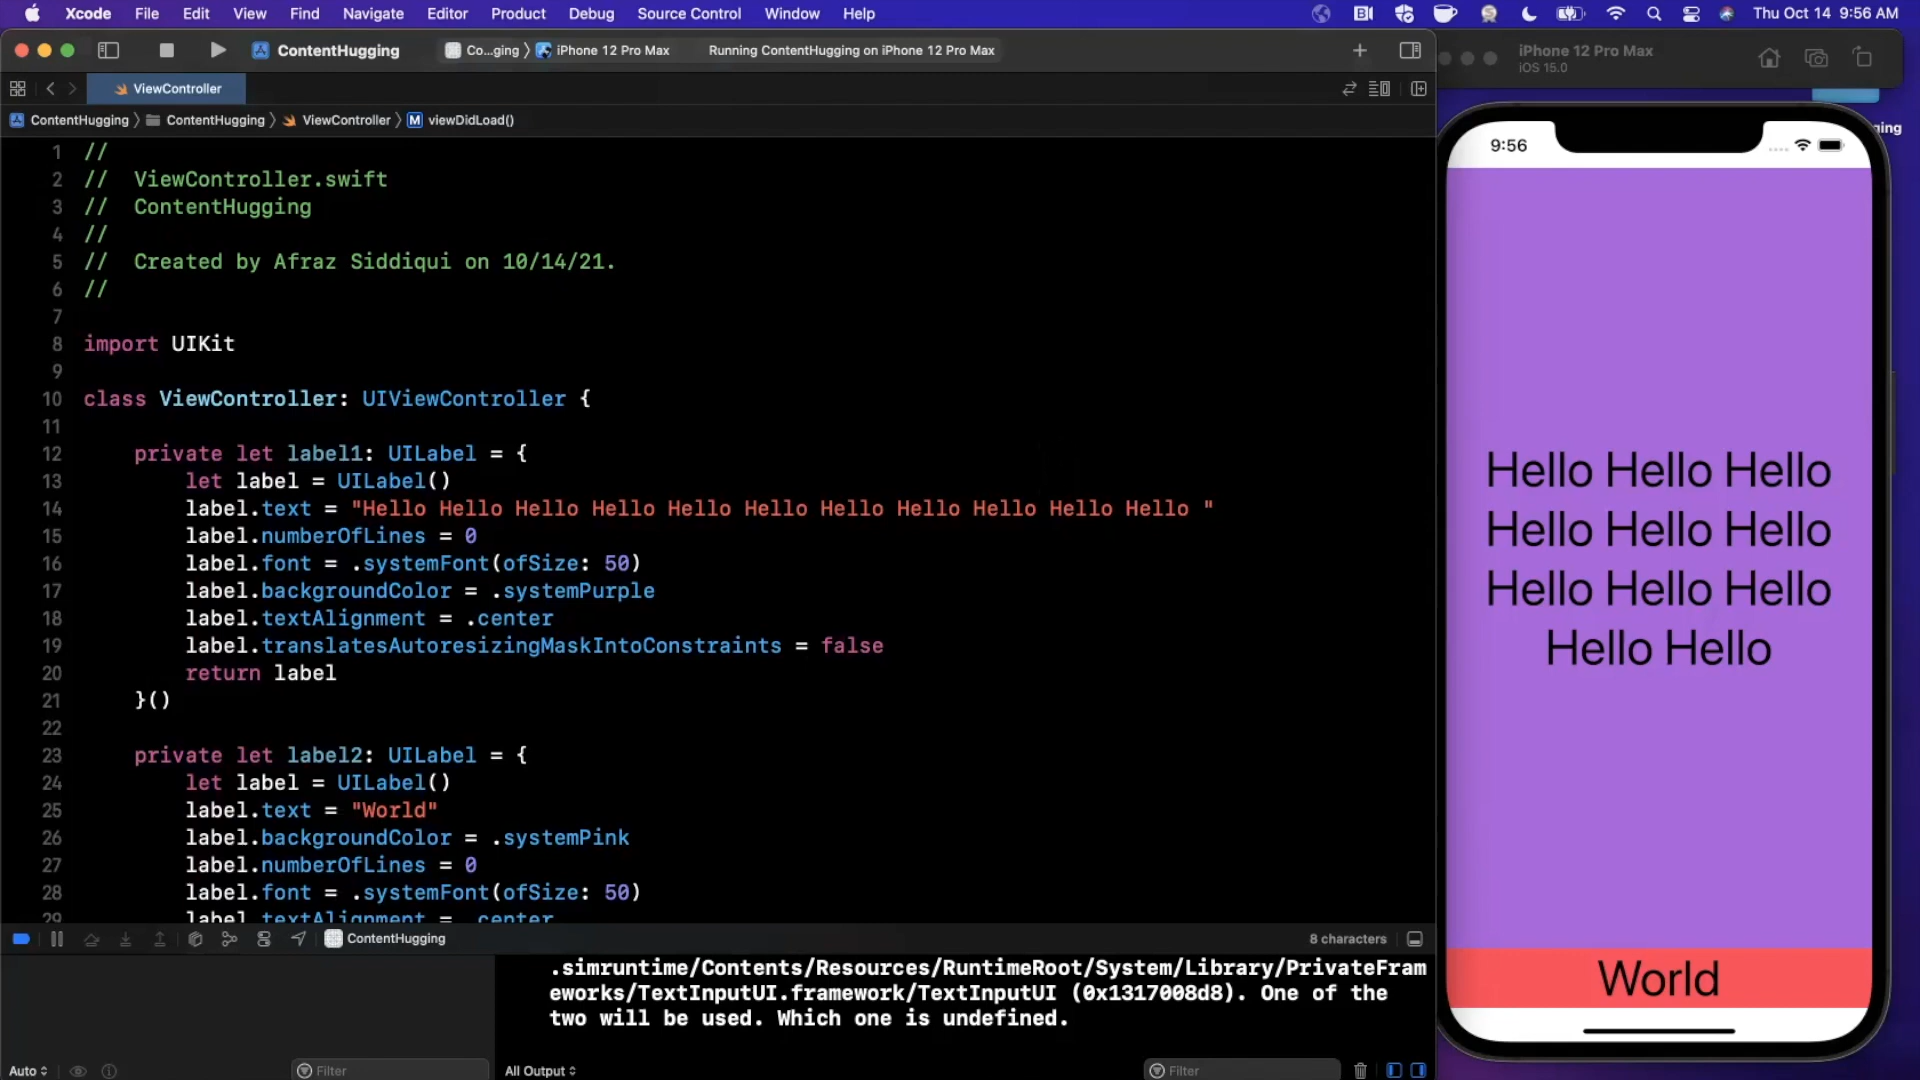 Xcode File Edit View Find Navigate Editor Product Debug Source Control Window Help Thu Oct 14 9:56 AM
ContentHugging Co...ging iPhone 12 Pro Max Running ContentHugging on iPhone 12 Pro Max
iPhone 12 Pro Max
iOS 15.0
ViewController
ContentHugging ContentHugging ViewController M viewDidLoad()
1 //
2 // ViewController.swift
3 // ContentHugging
4 //
5 // Created by Afraz Siddiqui on 10/14/21.
6 //
7
8 import UIKit
9
10 class ViewController: UIViewController {
11
12 private let label1: UILabel = {
13 let label = UILabel()
14 label.text = "Hello Hello Hello Hello Hello Hello Hello Hello Hello Hello Hello "
15 label.numberOfLines = 0
16 label.font = .systemFont(ofSize: 50)
17 label.backgroundColor = .systemPurple
18 label.textAlignment = .center
19 label.translatesAutoresizingMaskIntoConstraints = false
20 return label
21 }()
22
23 private let label2: UILabel = {
24 let label = UILabel()
25 label.text = "World"
26 label.backgroundColor = .systemPink
27 label.numberOfLines = 0
28 label.font = .systemFont(ofSize: 50)
29 label.textAlignment = .center
ContentHugging 8 characters
.simruntime/Contents/Resources/RuntimeRoot/System/Library/PrivateFram
eworks/TextInputUI.framework/TextInputUI (0x1317008d8). One of the
two will be used. Which one is undefined.
Auto Filter All Output Filter
ging
9:56
Hello Hello Hello
Hello Hello Hello
Hello Hello Hello
Hello Hello
World